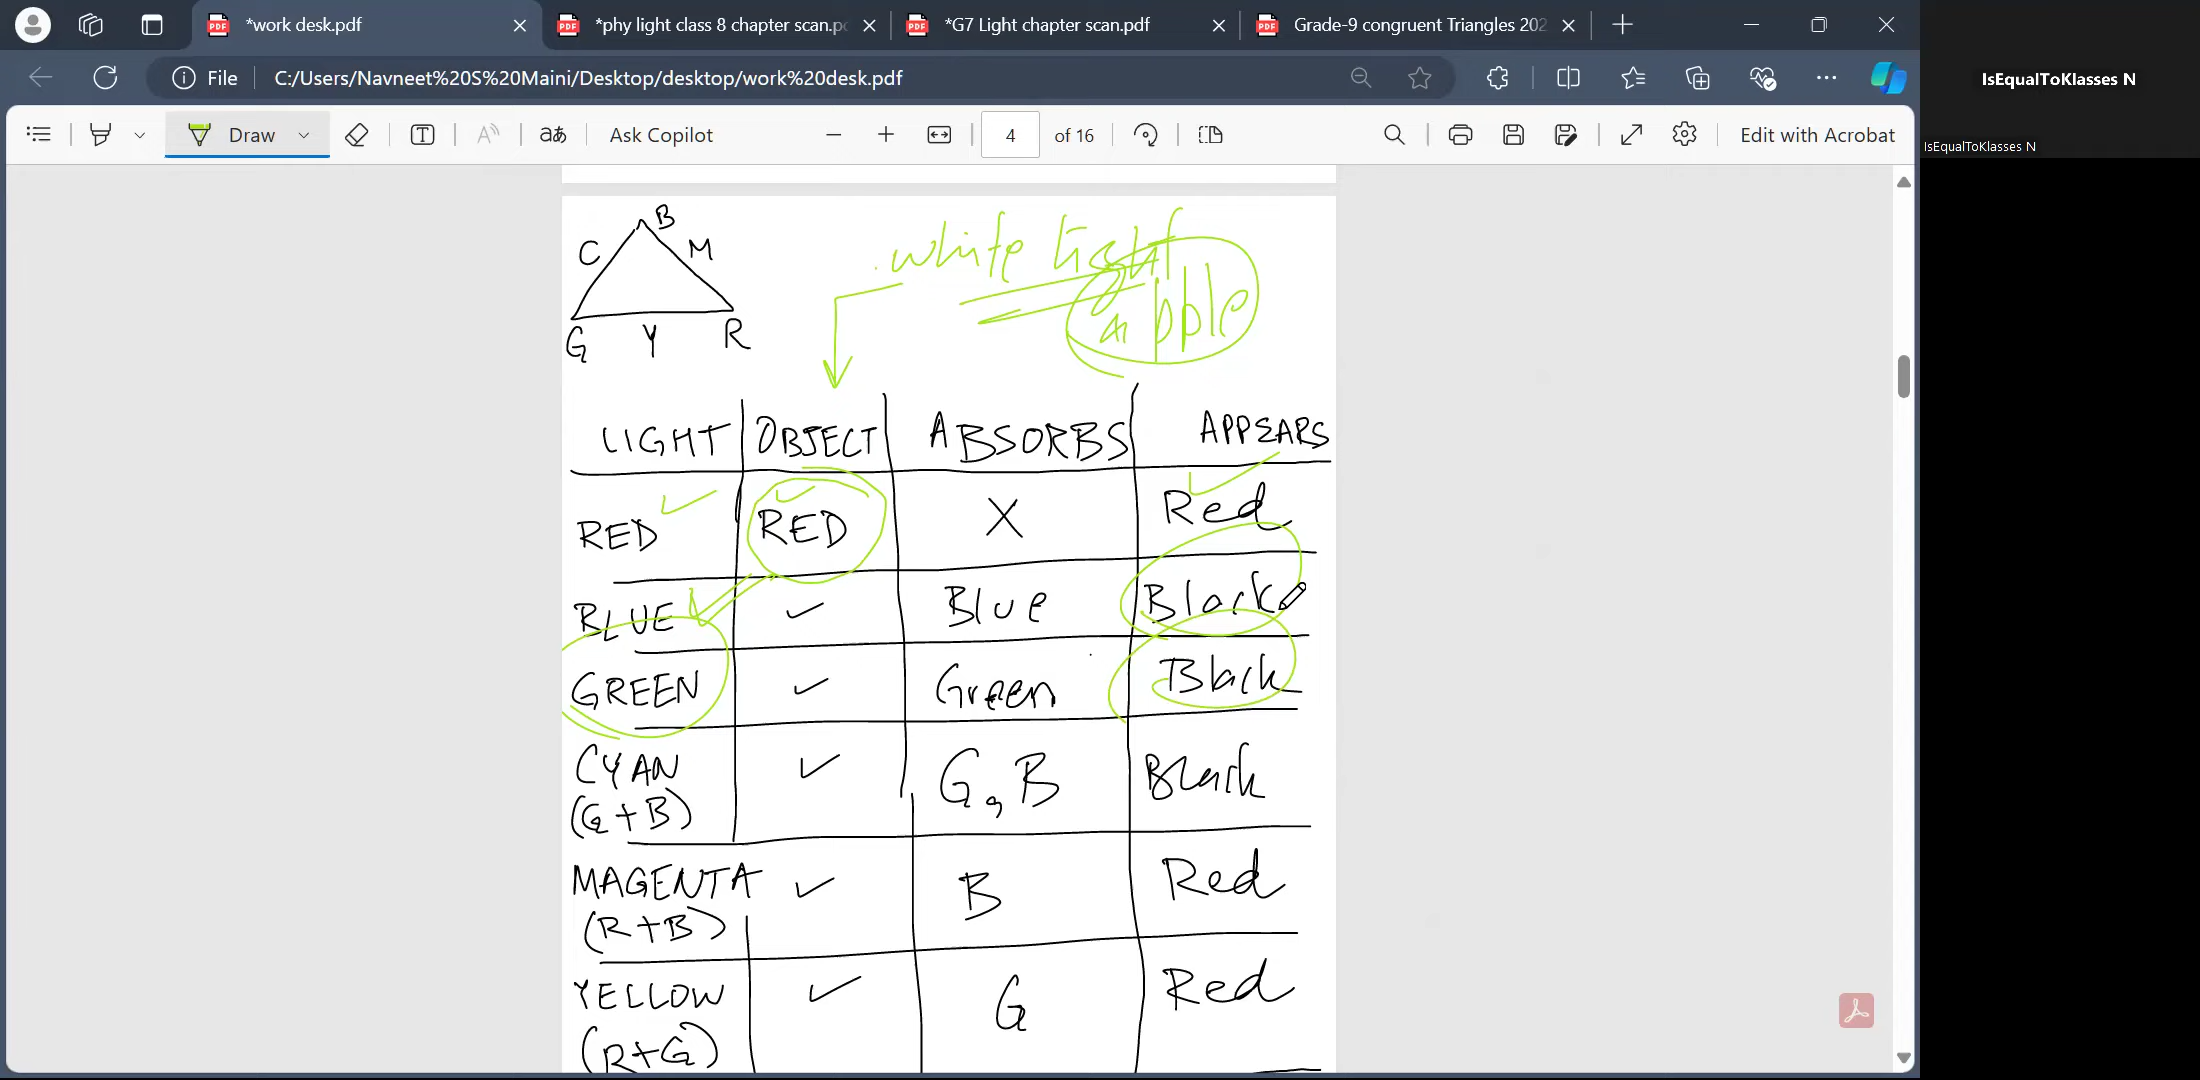 *work desk.pdf
*phy light class 8 chapter scan.p
*G7 Light chapter scan.pdf
Grade-9 congruent Triangles 202
IsEqualToKlasses N
File
C:/Users/Navneet%20S%20Maini/Desktop/desktop/work%20desk.pdf
IsEqualToKlasses N
Draw
Ask Copilot
4 of 16
Edit with Acrobat
B
C M
G Y R
white light
apple
LIGHT OBJECT ABSORBS APPEARS
RED RED X Red
BLUE ✓ Blue Black
GREEN ✓ Green Black
CYAN ✓ G, B Black
(G+B)
MAGENTA ✓ B Red
(R+B)
YELLOW ✓ G Red
(R+G)